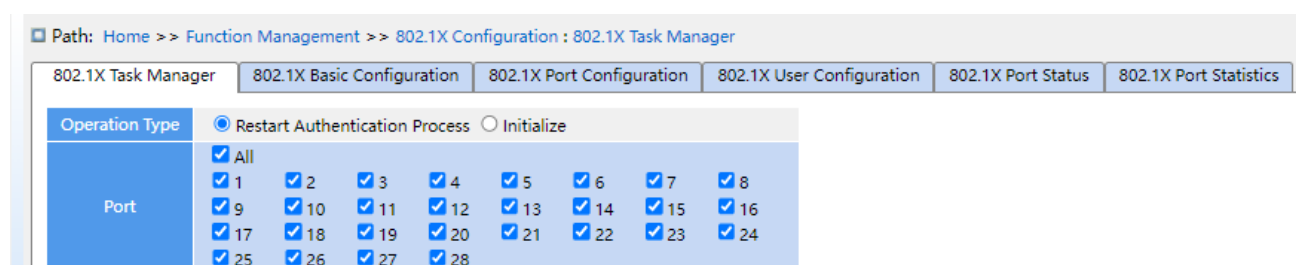 Path: Home >> Function Management >> 802.1X Configuration : 802.1X Task Manager
802.1X Task Manager 802.1X Basic Configuration 802.1X Port Configuration 802.1X User Configuration 802.1X Port Status 802.1X Port Statistics
Operation Type Restart Authentication Process Initialize
All
1 2 3 4 5 6 7 8
Port 9 10 11 12 13 14 15 16
17 18 19 20 21 22 23 24
25 26 27 28